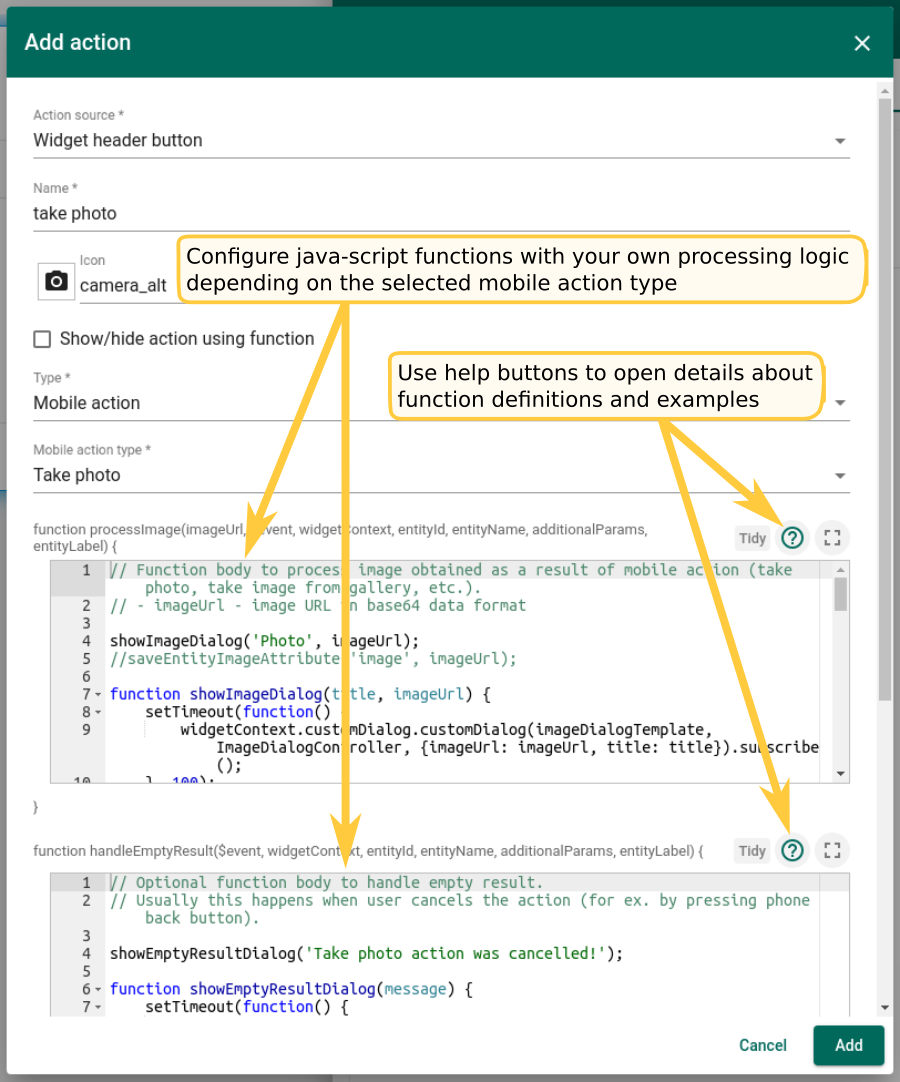 Add action
Action source *
Widget header button
Name *
take photo
Icon
camera_alt
Configure java-script functions with your own processing logic
depending on the selected mobile action type
Show/hide action using function
Type *
Mobile action
Use help buttons to open details about
function definitions and examples
Mobile action type *
Take photo
function processImage(imageUrl, $event, widgetContext, entityId, entityName, additionalParams,
entityLabel) {
Tidy
1 // Function body to process image obtained as a result of mobile action (take
photo, take image from gallery, etc.).
2 // - imageUrl - image URL in base64 data format
3
4 showImageDialog('Photo', imageUrl);
5 //saveEntityImageAttribute('image', imageUrl);
6
7 function showImageDialog(title, imageUrl) {
8 setTimeout(function() {
9 widgetContext.customDialog.customDialog(imageDialogTemplate,
ImageDialogController, {imageUrl: imageUrl, title: title}).subscribe
();
10 }, 100);
}
function handleEmptyResult($event, widgetContext, entityId, entityName, additionalParams, entityLabel) {
Tidy
1 // Optional function body to handle empty result.
2 // Usually this happens when user cancels the action (for ex. by pressing phone
back button).
3
4 showEmptyResultDialog('Take photo action was cancelled!');
5
6 function showEmptyResultDialog(message) {
7 setTimeout(function() {
Cancel
Add